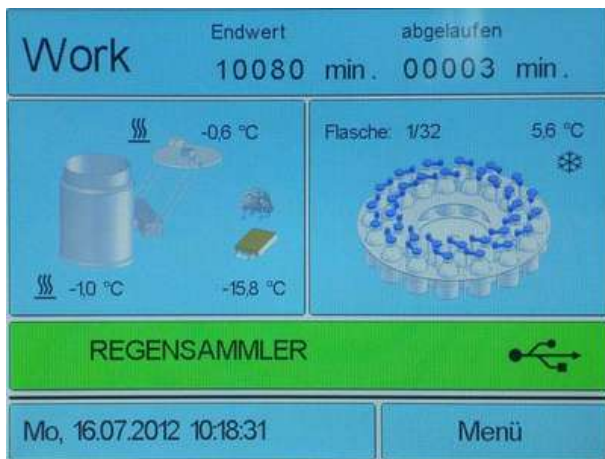 Work
Endwert abgelaufen
10080 min. 00003 min.
-0,6 °C
Flasche: 1/32 5,6 °C
-1,0 °C -15,8 °C
REGENSAMMLER
Mo, 16.07.2012 10:18:31 Menü